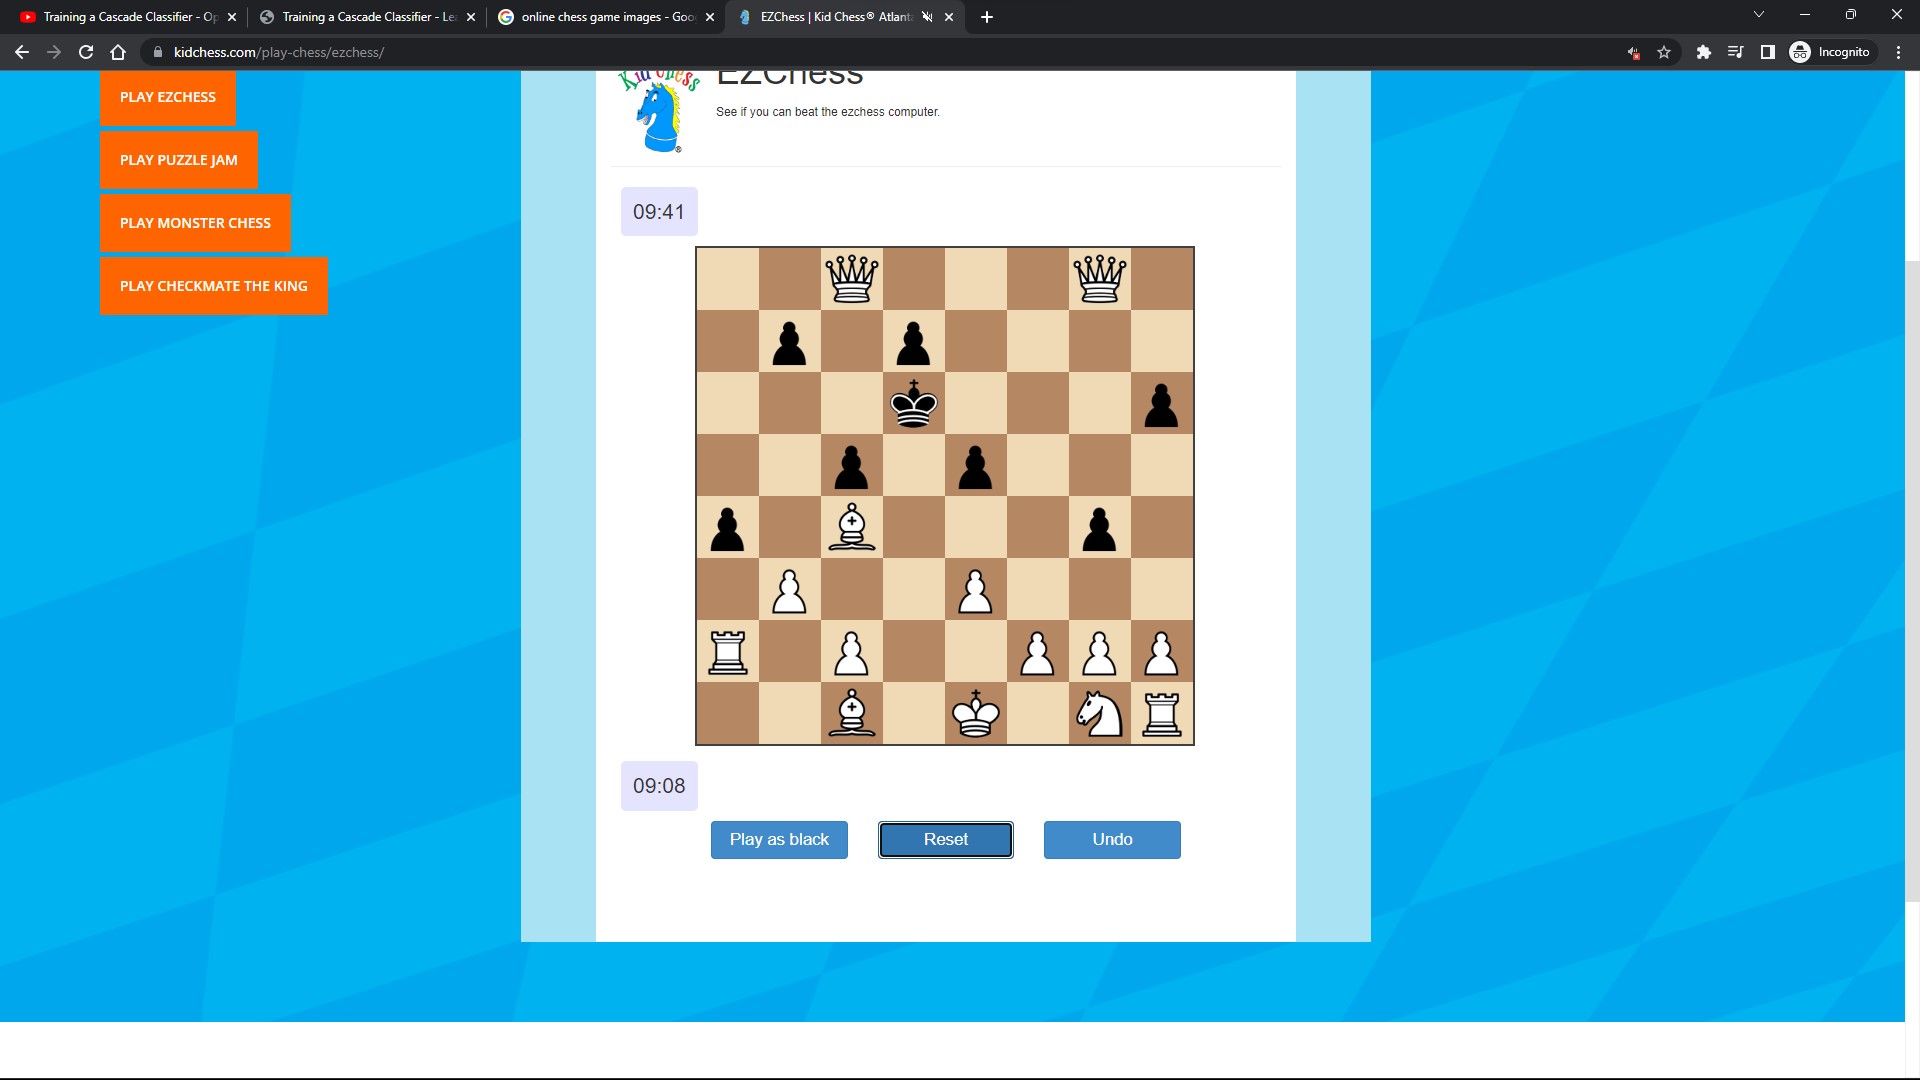 Training a Cascade Classifier - Op
Training a Cascade Classifier - Le
online chess game images - Goo
EZChess | Kid Chess® Atlanta
kidchess.com/play-chess/ezchess/
Incognito
PLAY EZCHESS
PLAY PUZZLE JAM
PLAY MONSTER CHESS
PLAY CHECKMATE THE KING
Kid Chess
®
EZChess
See if you can beat the ezchess computer.
09:41
09:08
Play as black
Reset
Undo